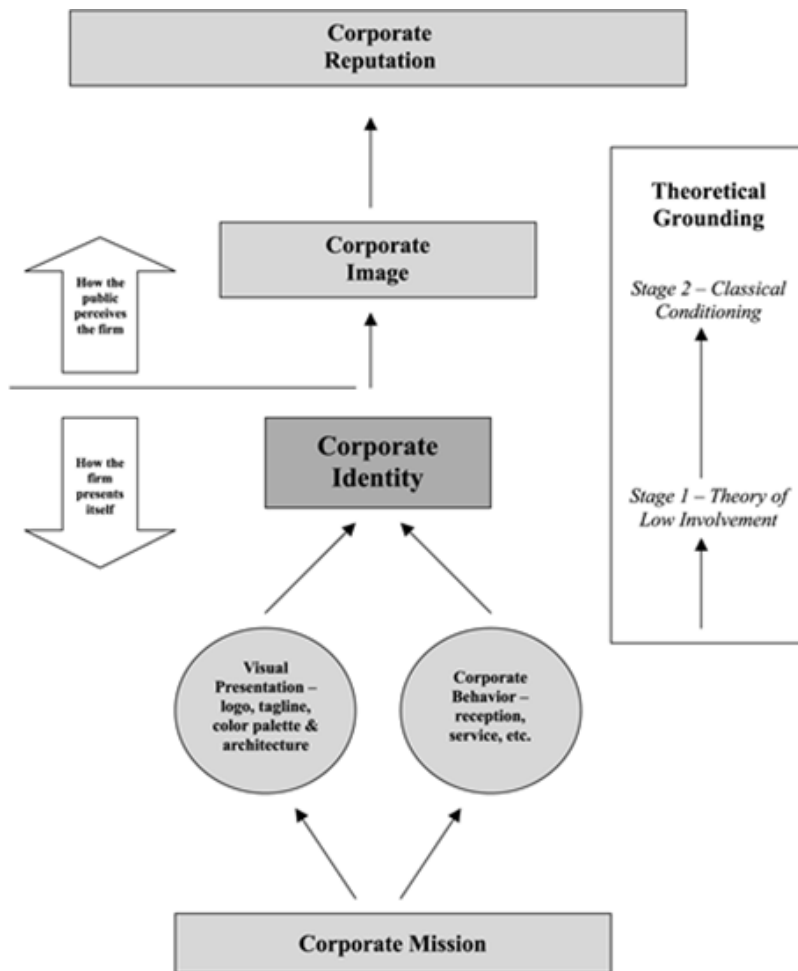 Corporate
Reputation
Theoretical
Grounding
Corporate
Image
How the
public
perceives
the firm
Stage 2 – Classical
Conditioning
Corporate
Identity
How the
firm
presents
itself
Stage 1 – Theory of
Low Involvement
Visual
Presentation –
logo, tagline,
color palette &
architecture
Corporate
Behavior –
reception,
service, etc.
Corporate Mission